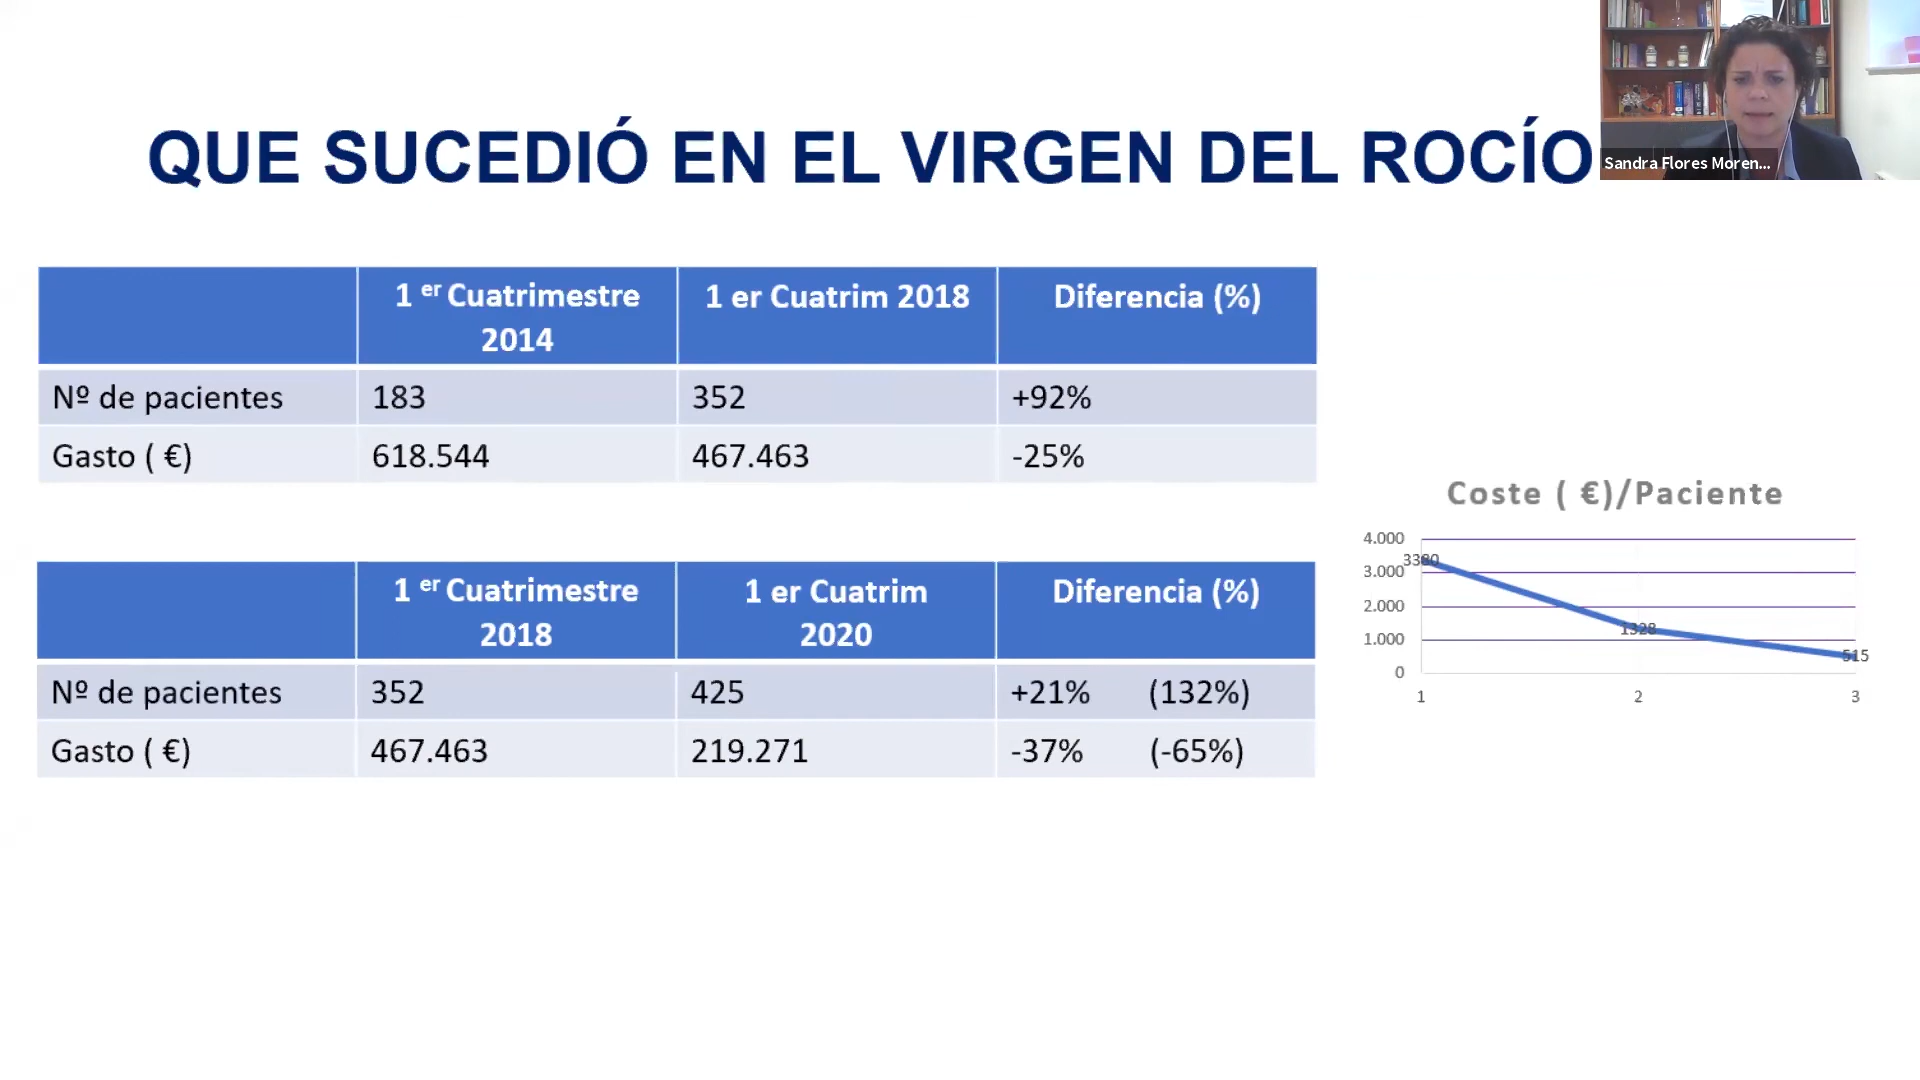 QUE SUCEDIÓ EN EL VIRGEN DEL ROCÍO
Sandra Flores Moren...
1 er Cuatrimestre 2014
1 er Cuatrim 2018
Diferencia (%)
Nº de pacientes 183 352 +92%
Gasto ( €) 618.544 467.463 -25%
1 er Cuatrimestre 2018
1 er Cuatrim 2020
Diferencia (%)
Nº de pacientes 352 425 +21% (132%)
Gasto ( €) 467.463 219.271 -37% (-65%)
Coste ( €)/Paciente
4.000
3.000
2.000
1.000
0
3380
1328
515
1 2 3